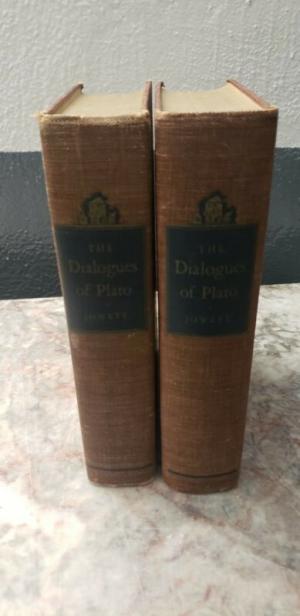 THE
Dialogues
of Plato
JOWETT
THE
Dialogues
of Plato
JOWETT